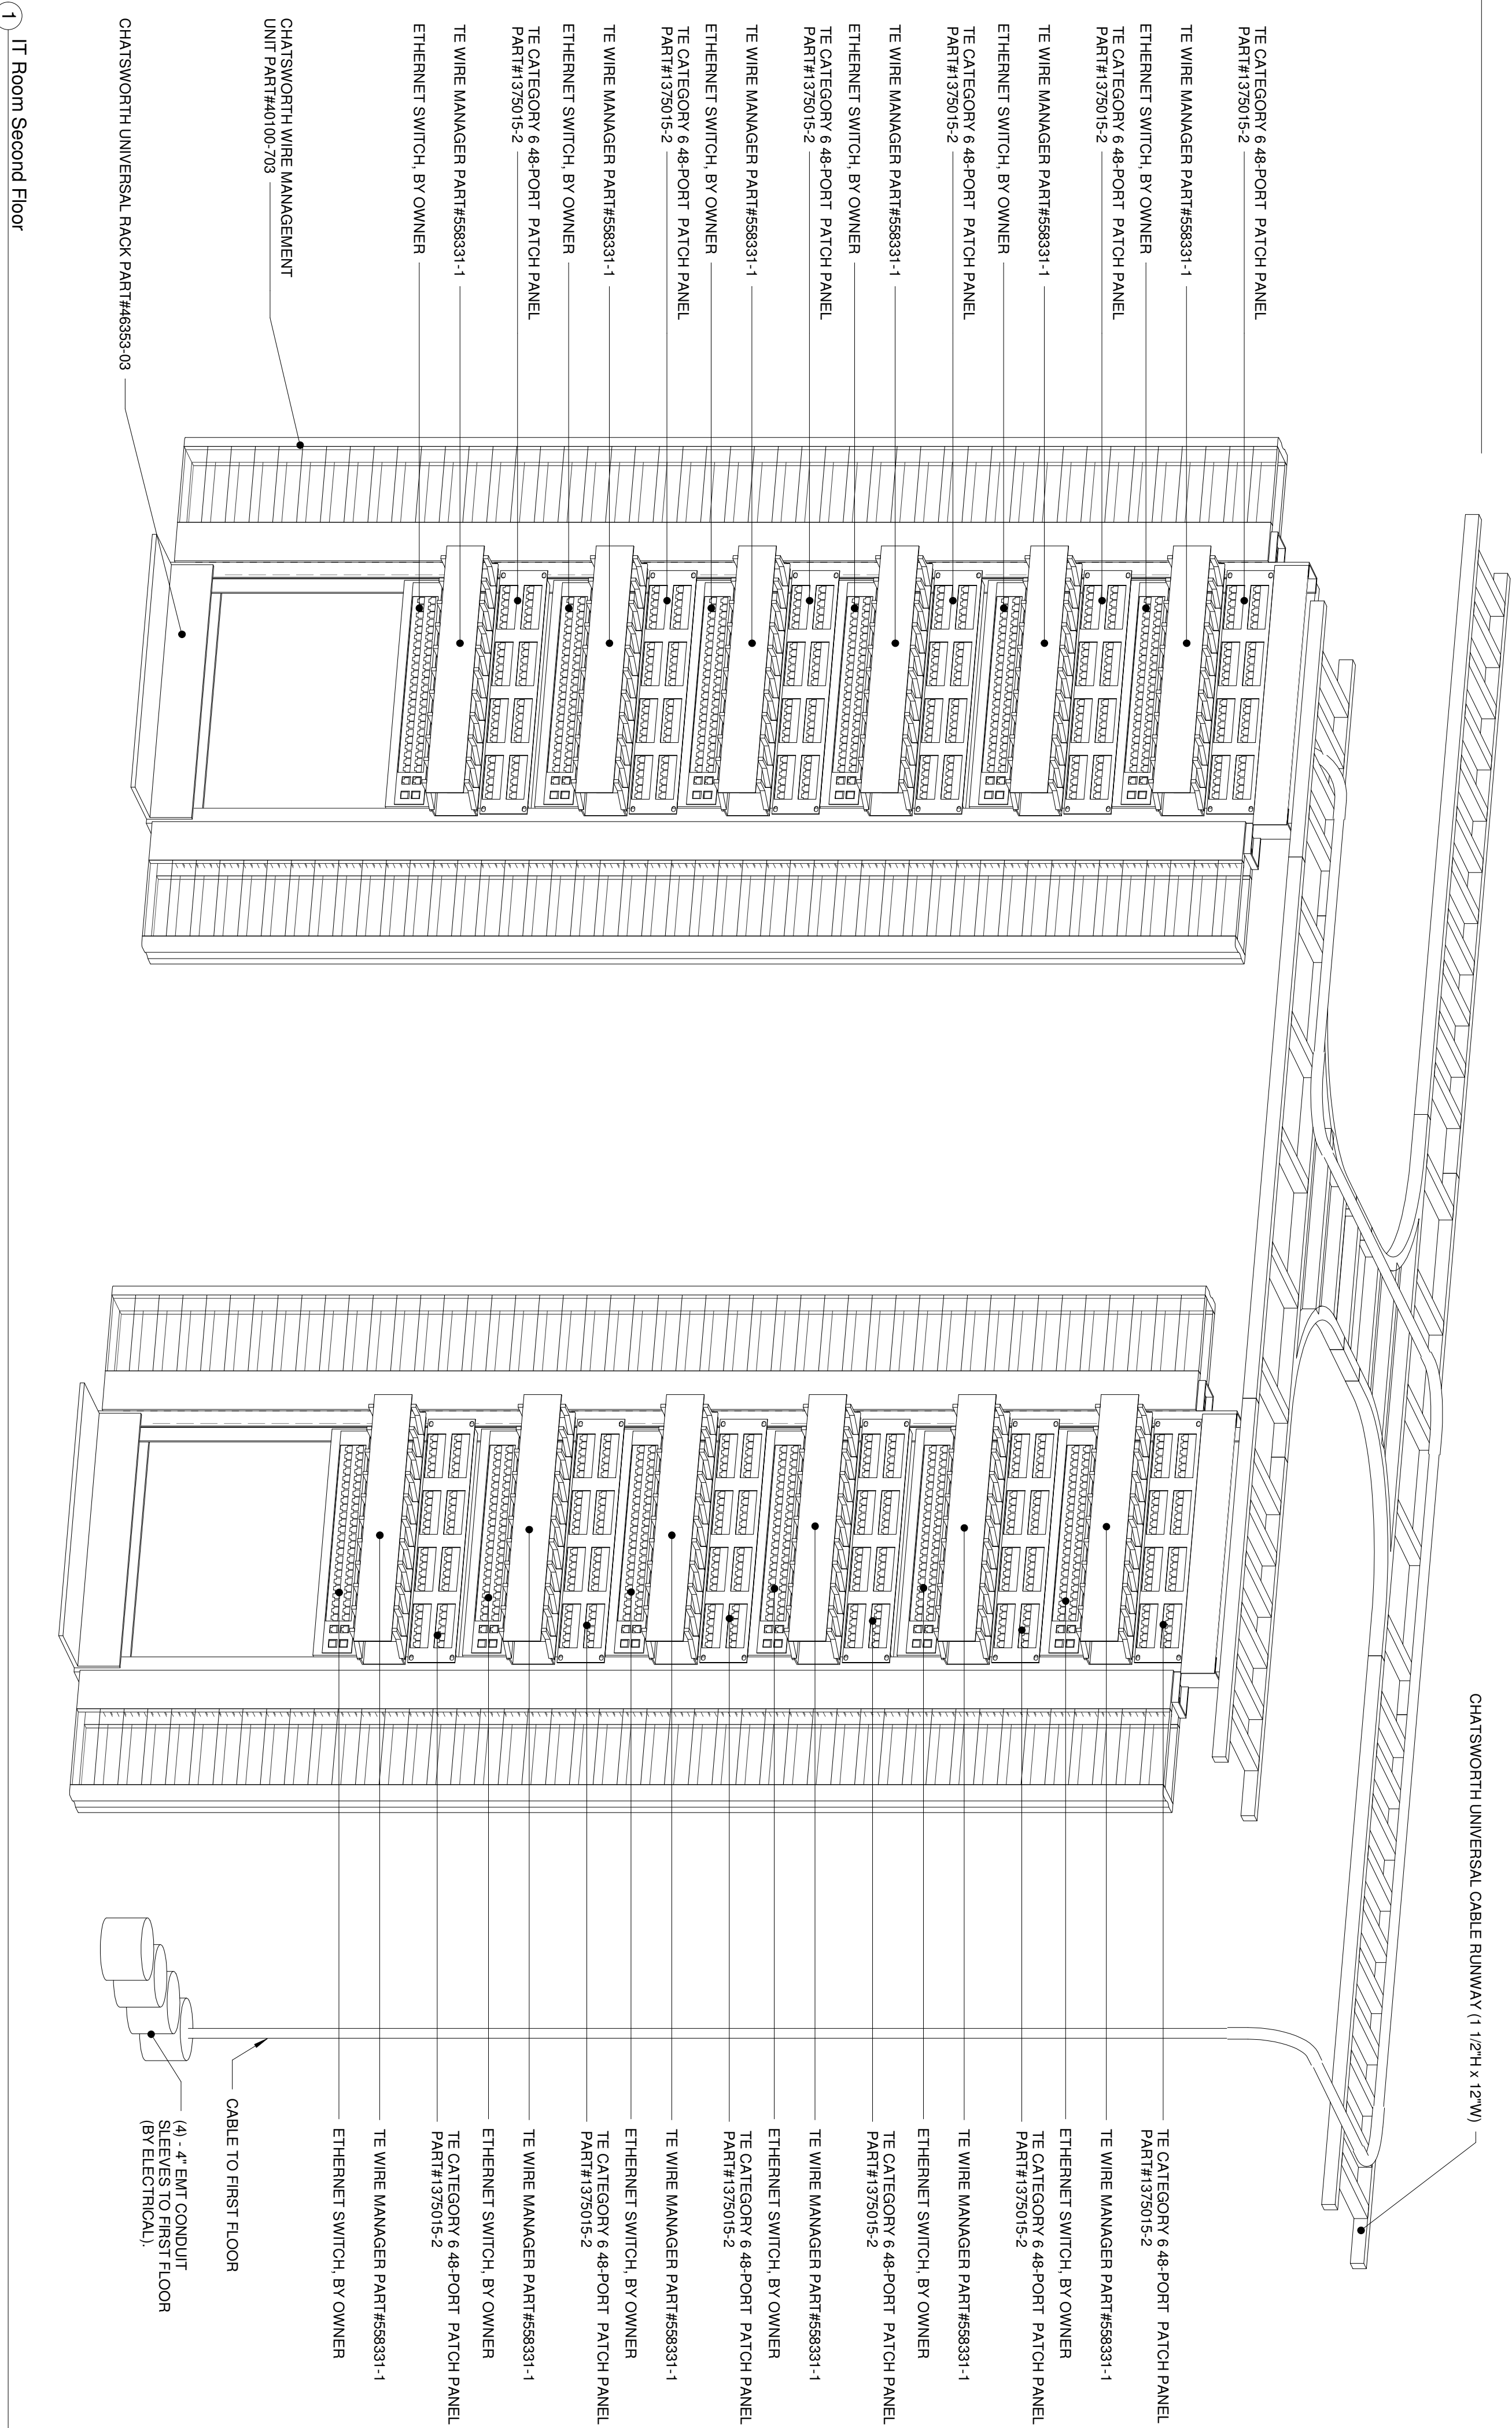 CHATSWORTH UNIVERSAL CABLE RUNWAY (1 1/2"H x 12"W)
TE CATEGORY 6 48-PORT PATCH PANEL
PART#1375015-2
TE WIRE MANAGER PART#558331-1
ETHERNET SWITCH, BY OWNER
TE CATEGORY 6 48-PORT PATCH PANEL
PART#1375015-2
TE WIRE MANAGER PART#558331-1
ETHERNET SWITCH, BY OWNER
TE CATEGORY 6 48-PORT PATCH PANEL
PART#1375015-2
TE WIRE MANAGER PART#558331-1
ETHERNET SWITCH, BY OWNER
TE CATEGORY 6 48-PORT PATCH PANEL
PART#1375015-2
TE WIRE MANAGER PART#558331-1
ETHERNET SWITCH, BY OWNER
TE CATEGORY 6 48-PORT PATCH PANEL
PART#1375015-2
TE WIRE MANAGER PART#558331-1
ETHERNET SWITCH, BY OWNER
TE CATEGORY 6 48-PORT PATCH PANEL
PART#1375015-2
TE WIRE MANAGER PART#558331-1
ETHERNET SWITCH, BY OWNER
CHATSWORTH WIRE MANAGEMENT
UNIT PART#40100-703
CHATSWORTH UNIVERSAL RACK PART#46353-03
TE CATEGORY 6 48-PORT PATCH PANEL
PART#1375015-2
TE WIRE MANAGER PART#558331-1
ETHERNET SWITCH, BY OWNER
TE CATEGORY 6 48-PORT PATCH PANEL
PART#1375015-2
TE WIRE MANAGER PART#558331-1
ETHERNET SWITCH, BY OWNER
TE CATEGORY 6 48-PORT PATCH PANEL
PART#1375015-2
TE WIRE MANAGER PART#558331-1
ETHERNET SWITCH, BY OWNER
TE CATEGORY 6 48-PORT PATCH PANEL
PART#1375015-2
TE WIRE MANAGER PART#558331-1
ETHERNET SWITCH, BY OWNER
TE CATEGORY 6 48-PORT PATCH PANEL
PART#1375015-2
TE WIRE MANAGER PART#558331-1
ETHERNET SWITCH, BY OWNER
TE CATEGORY 6 48-PORT PATCH PANEL
PART#1375015-2
TE WIRE MANAGER PART#558331-1
ETHERNET SWITCH, BY OWNER
CABLE TO FIRST FLOOR
(4) - 4" EMT CONDUIT
SLEEVES TO FIRST FLOOR
(BY ELECTRICAL).
1 IT Room Second Floor